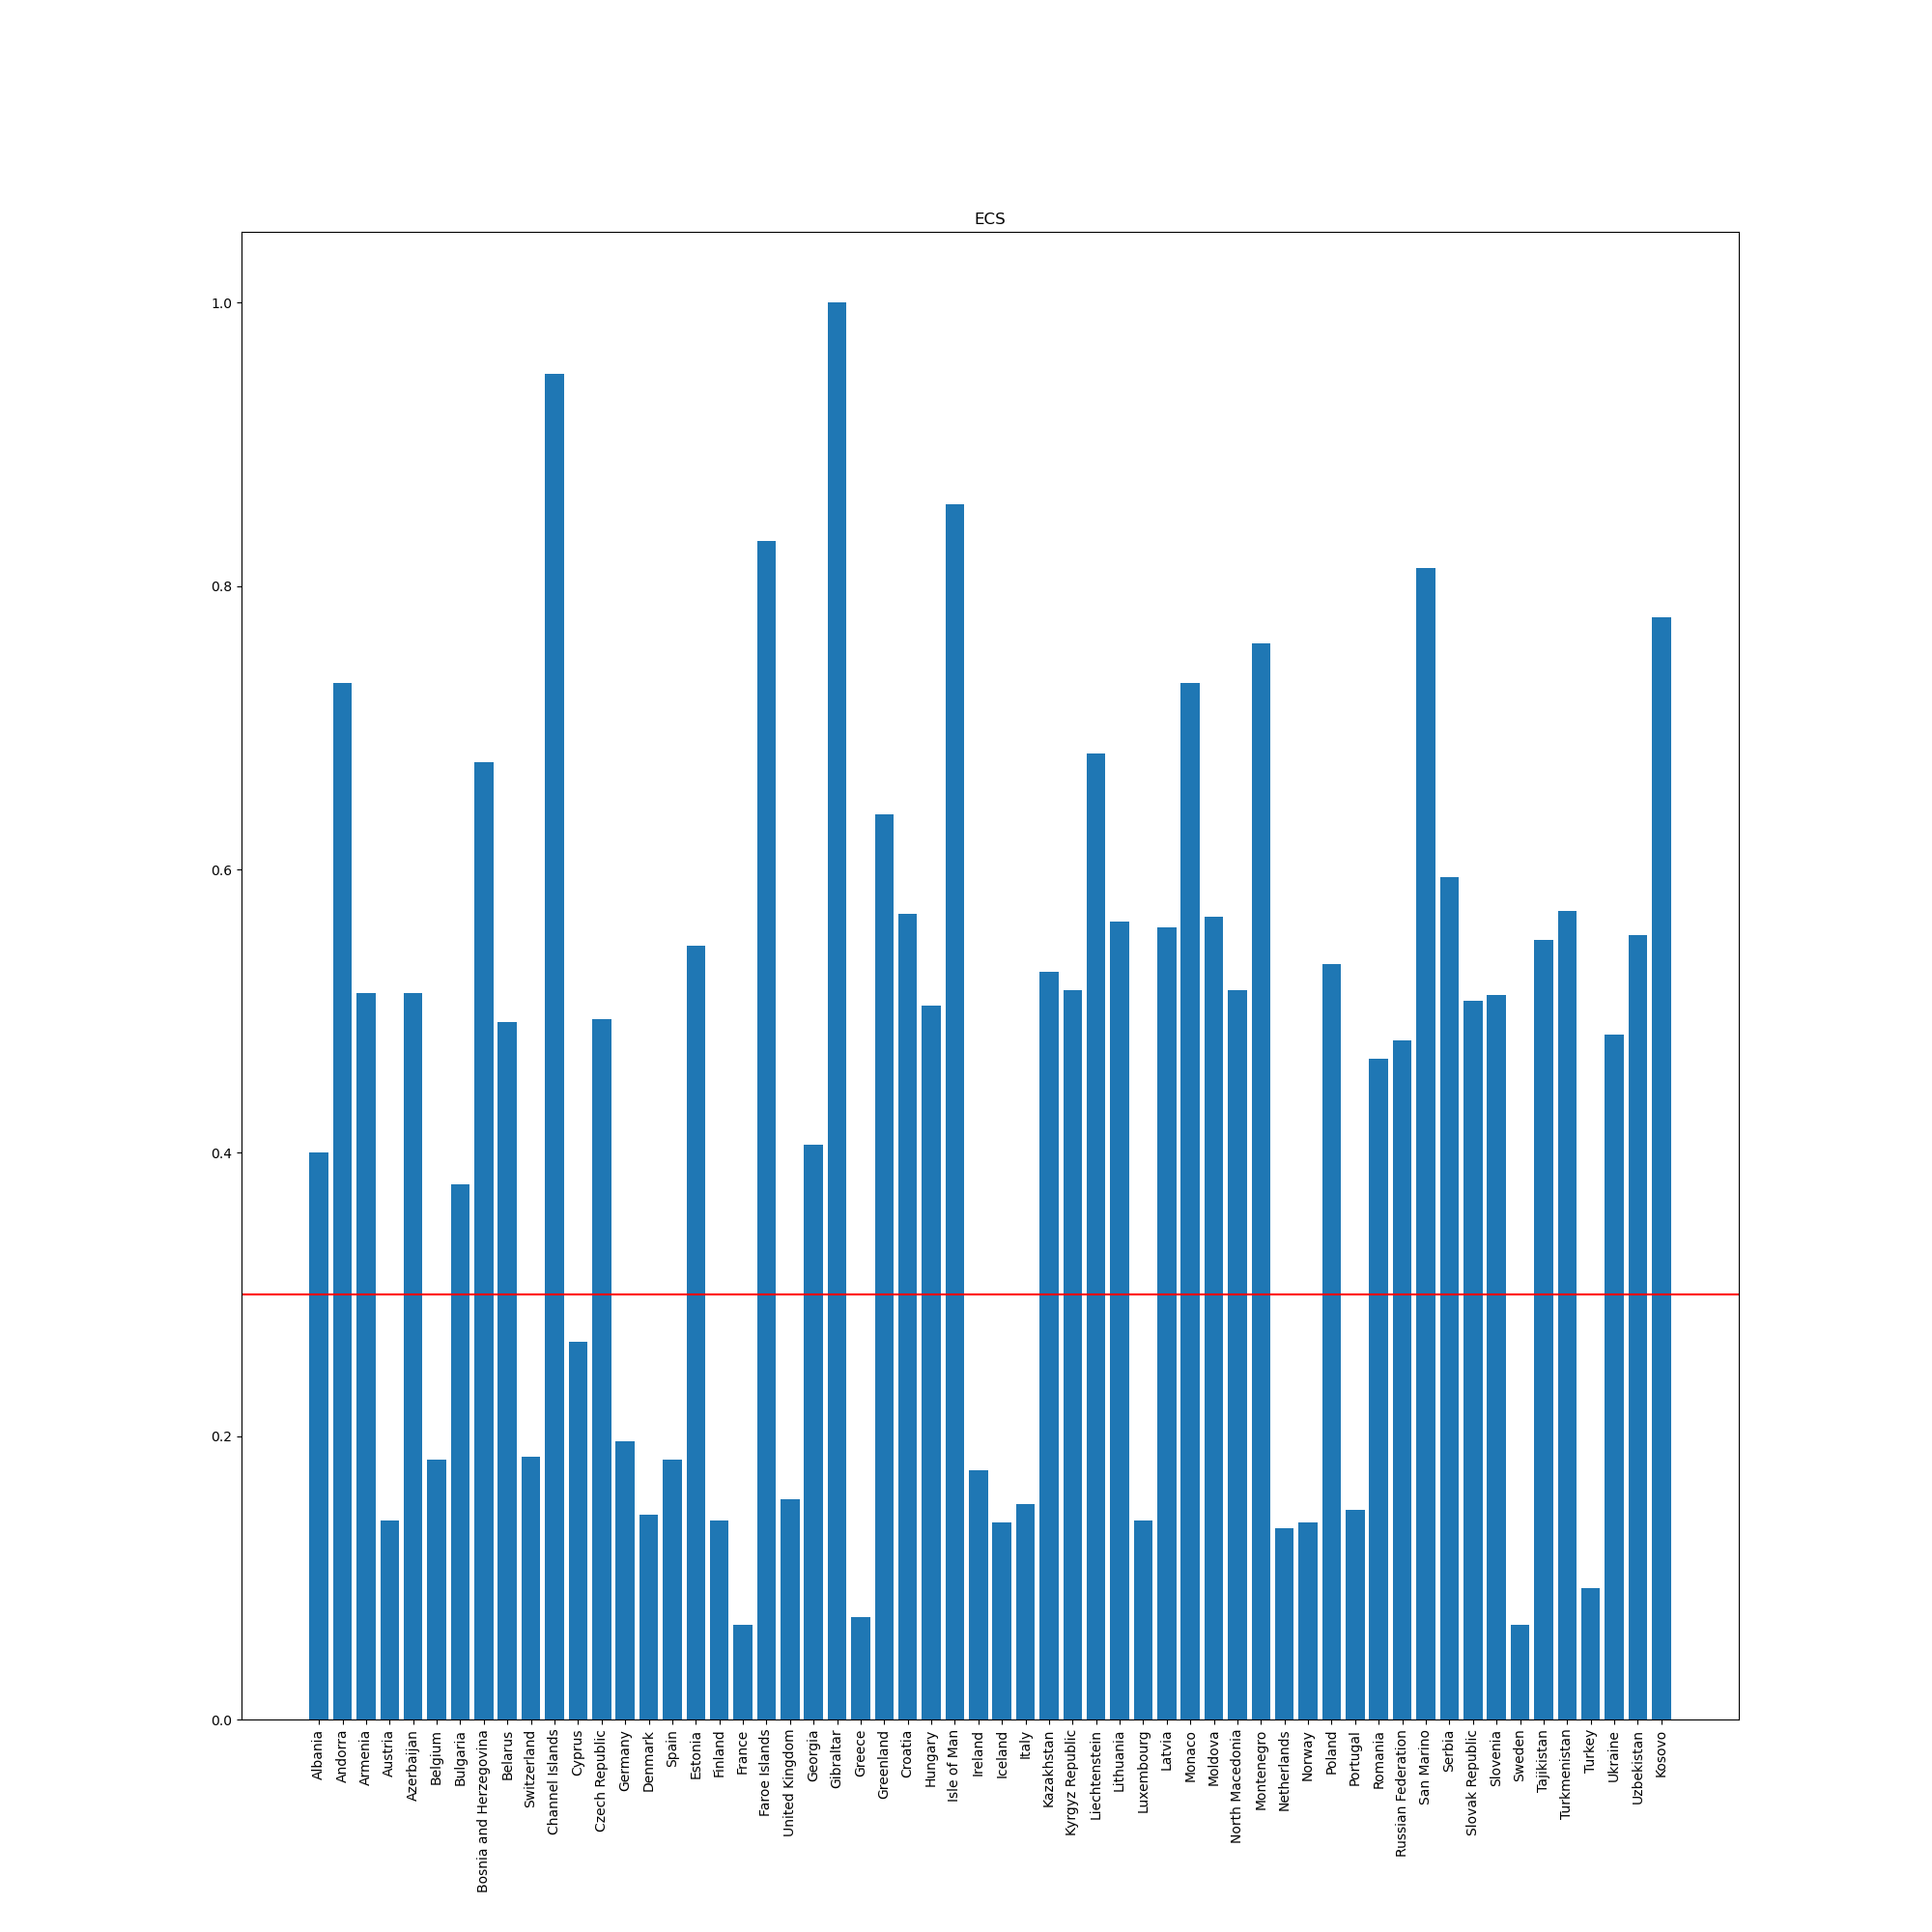 ECS
1.0
0.8
0.6
0.4
0.2
0.0
Albania
Andorra
Armenia
Austria
Azerbaijan
Belgium
Bulgaria
Bosnia and Herzegovina
Belarus
Switzerland
Channel Islands
Cyprus
Czech Republic
Germany
Denmark
Spain
Estonia
Finland
France
Faroe Islands
United Kingdom
Georgia
Gibraltar
Greece
Greenland
Croatia
Hungary
Isle of Man
Ireland
Iceland
Italy
Kazakhstan
Kyrgyz Republic
Liechtenstein
Lithuania
Luxembourg
Latvia
Monaco
Moldova
North Macedonia
Montenegro
Netherlands
Norway
Poland
Portugal
Romania
Russian Federation
San Marino
Serbia
Slovak Republic
Slovenia
Sweden
Tajikistan
Turkmenistan
Turkey
Ukraine
Uzbekistan
Kosovo